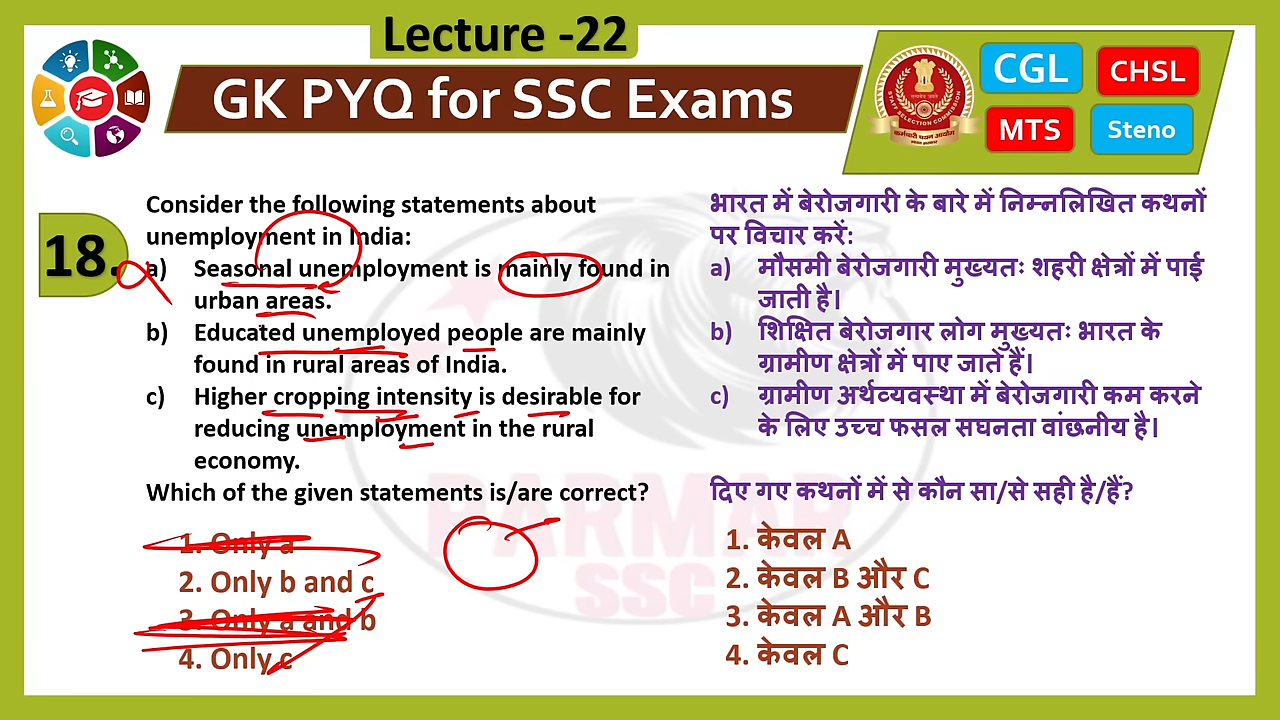 Lecture -22
GK PYQ for SSC Exams
CGL
CHSL
MTS
Steno
STAFF SELECTION COMMISSION
18.
Consider the following statements about
unemployment in India:
a) Seasonal unemployment is mainly found in
urban areas.
b) Educated unemployed people are mainly
found in rural areas of India.
c) Higher cropping intensity is desirable for
reducing unemployment in the rural
economy.
Which of the given statements is/are correct?
1. Only a
2. Only b and c
3. Only a and b
4. Only c
भारत में बेरोजगारी के बारे में निम्नलिखित कथनों
पर विचार करें:
a) मौसमी बेरोजगारी मुख्यतः शहरी क्षेत्रों में पाई
जाती है।
b) शिक्षित बेरोजगार लोग मुख्यतः भारत के
ग्रामीण क्षेत्रों में पाए जाते हैं।
c) ग्रामीण अर्थव्यवस्था में बेरोजगारी कम करने
के लिए उच्च फसल सघनता वांछनीय है।
दिए गए कथनों में से कौन सा/से सही है/हैं?
1. केवल A
2. केवल B और C
3. केवल A और B
4. केवल C
PARMAR
SSC